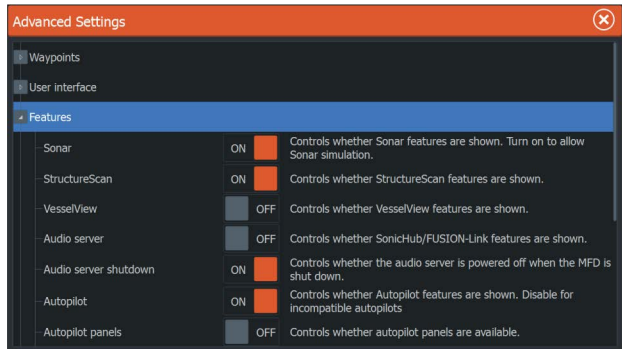 Advanced Settings
Waypoints
User interface
Features
Sonar ON Controls whether Sonar features are shown. Turn on to allow
Sonar simulation.
StructureScan ON Controls whether StructureScan features are shown.
VesselView OFF Controls whether VesselView features are shown.
Audio server OFF Controls whether SonicHub/FUSION-Link features are shown.
Audio server shutdown ON Controls whether the audio server is powered off when the MFD is
shut down.
Autopilot ON Controls whether Autopilot features are shown. Disable for
incompatible autopilots
Autopilot panels OFF Controls whether autopilot panels are available.